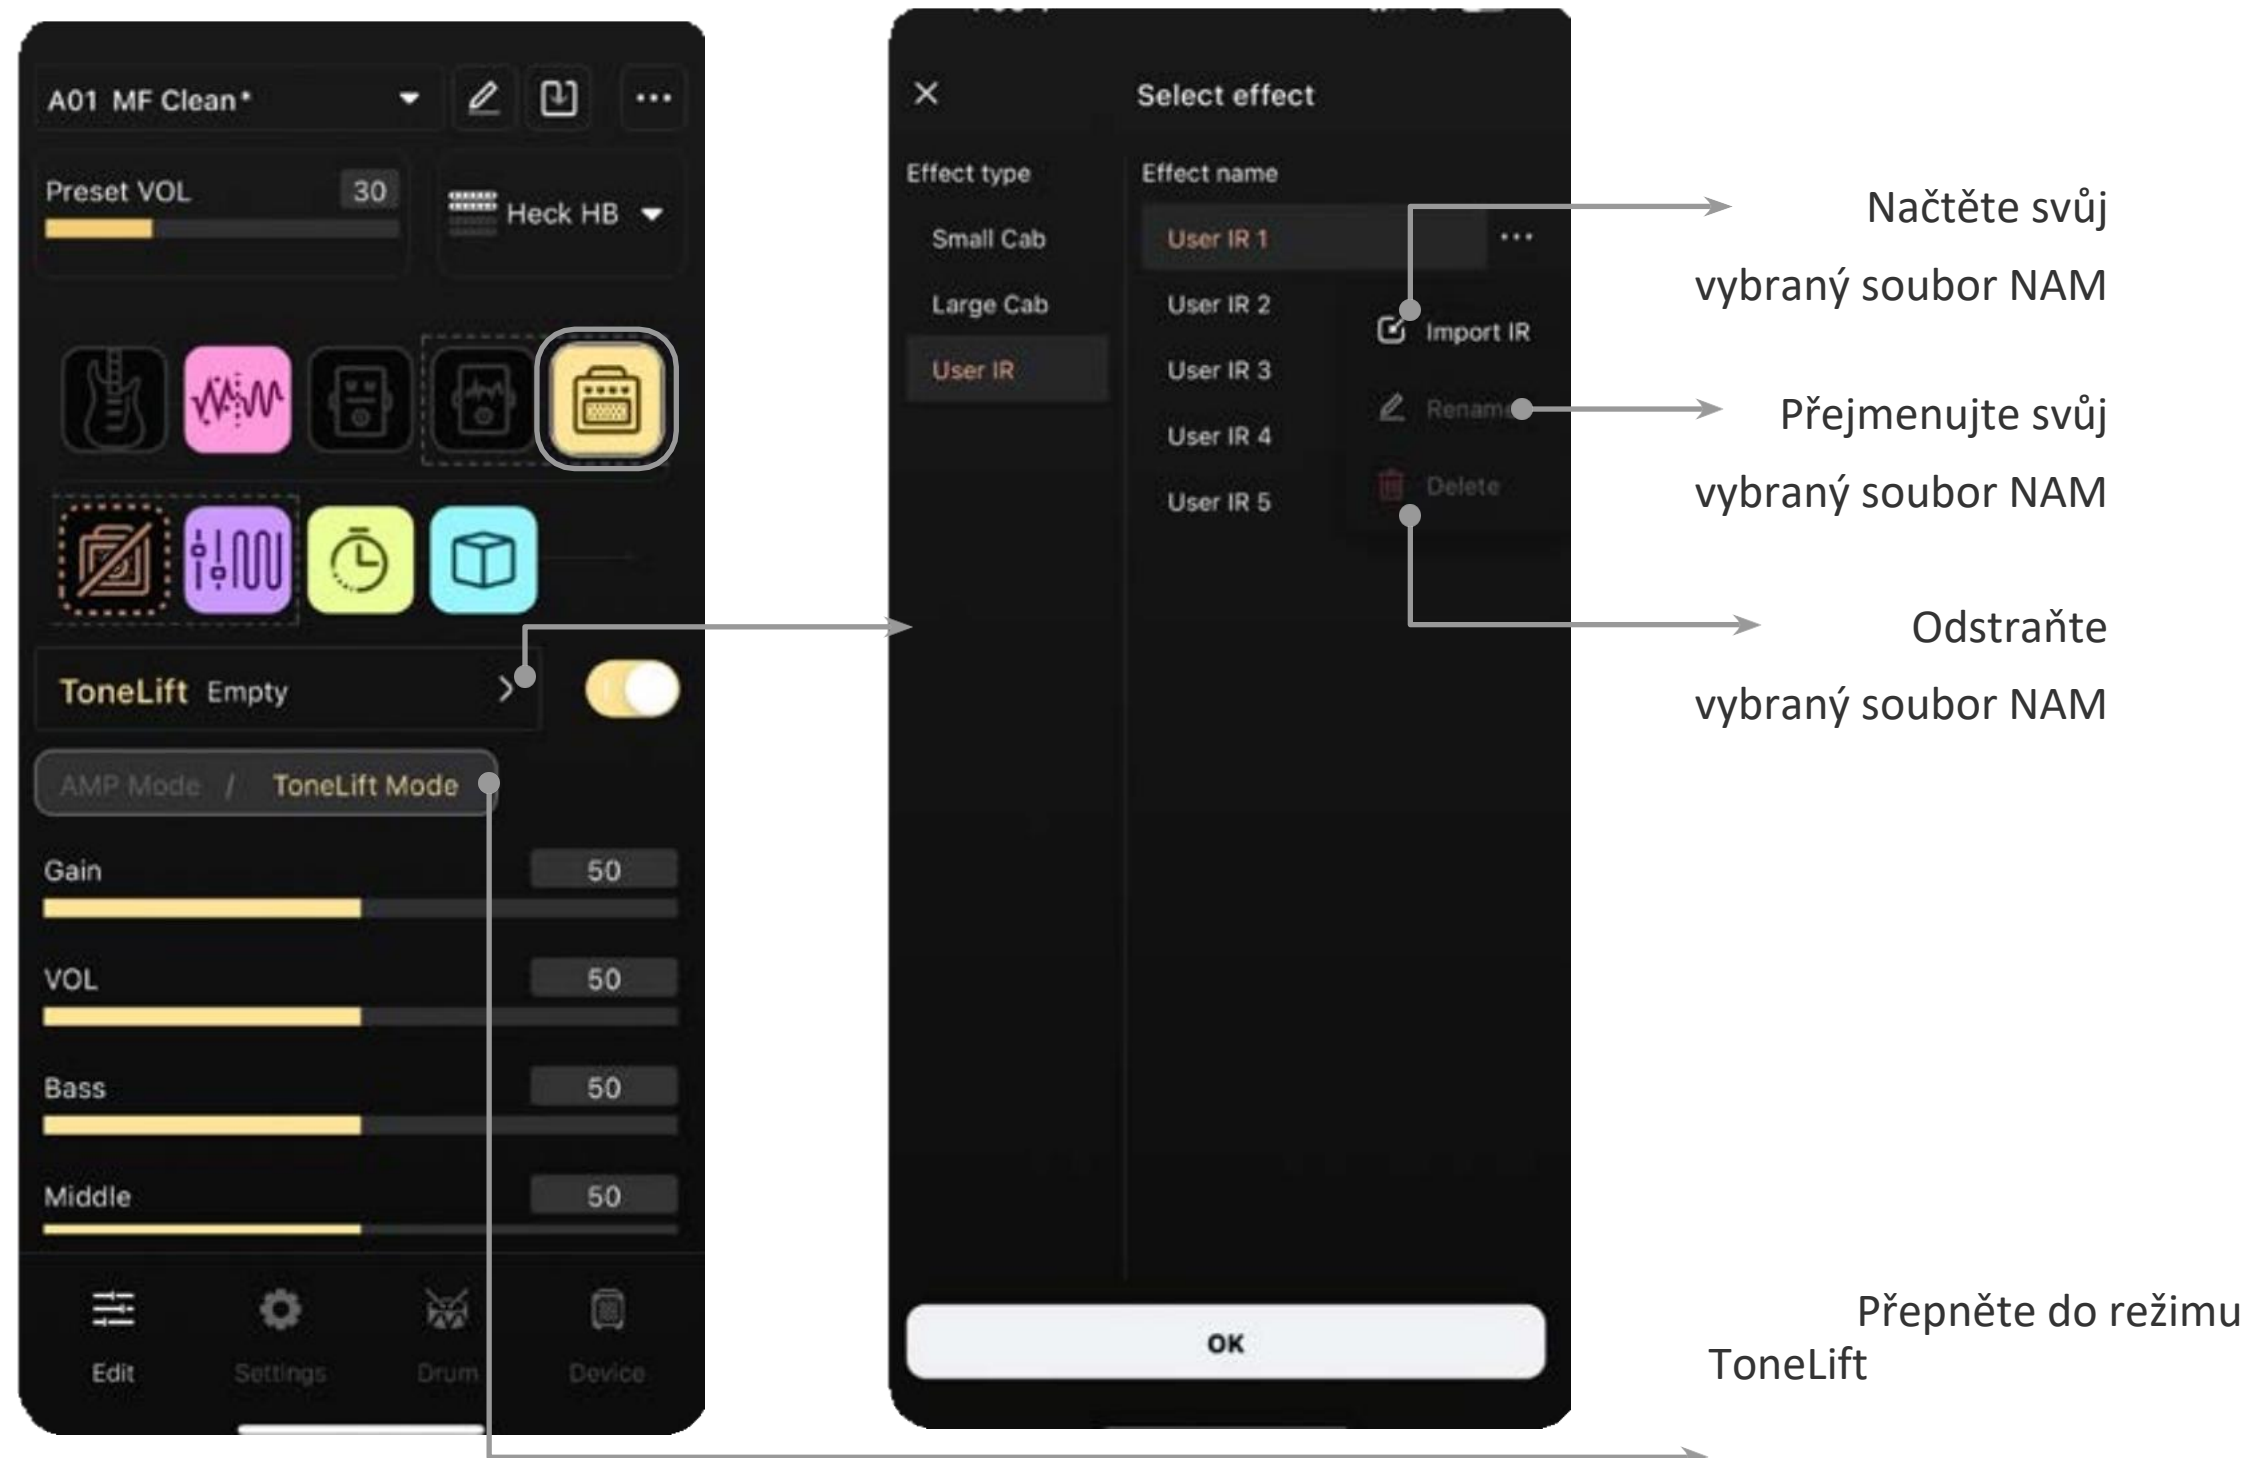 A01 MF Clean*
Preset VOL 30
Heck HB
ToneLift Empty
AMP Mode / ToneLift Mode
Gain 50
VOL 50
Bass 50
Middle 50
Edit Settings Drum Device
Select effect
Effect type
Small Cab
Large Cab
User IR
Effect name
User IR 1
User IR 2
User IR 3
User IR 4
User IR 5
Import IR
Rename
Delete
OK
Načtěte svůj
vybraný soubor NAM
Přejmenujte svůj
vybraný soubor NAM
Odstraňte
vybraný soubor NAM
Přepněte do režimu
ToneLift